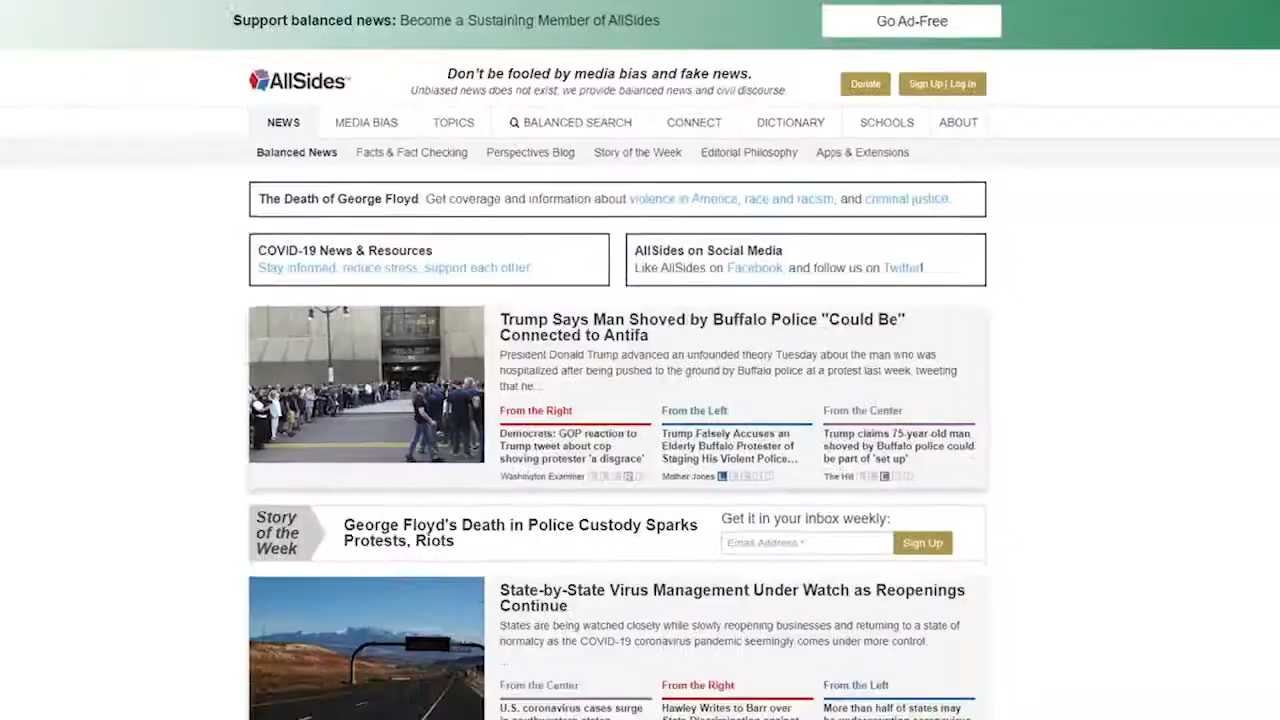 Support balanced news: Become a Sustaining Member of AllSides
Go Ad-Free
AllSides
Don't be fooled by media bias and fake news.
Unbiased news does not exist; we provide balanced news and civil discourse
Donate
Sign Up | Log In
NEWS
MEDIA BIAS
TOPICS
BALANCED SEARCH
CONNECT
DICTIONARY
SCHOOLS
ABOUT
Balanced News
Facts & Fact Checking
Perspectives Blog
Story of the Week
Editorial Philosophy
Apps & Extensions
The Death of George Floyd Get coverage and information about violence in America, race and racism, and criminal justice.
COVID-19 News & Resources
Stay informed, reduce stress, support each other
AllSides on Social Media
Like AllSides on Facebook, and follow us on Twitter!
Trump Says Man Shoved by Buffalo Police "Could Be"
Connected to Antifa
President Donald Trump advanced an unfounded theory Tuesday about the man who was
hospitalized after being pushed to the ground by Buffalo police at a protest last week, tweeting
that he...
From the Right
Democrats: GOP reaction to
Trump tweet about cop
shoving protester 'a disgrace'
Washington Examiner
From the Left
Trump Falsely Accuses an
Elderly Buffalo Protester of
Staging His Violent Police...
Mother Jones
From the Center
Trump claims 75-year-old man
shoved by Buffalo police could
be part of 'set up'
The Hill
Story
of the
Week
George Floyd's Death in Police Custody Sparks
Protests, Riots
Get it in your inbox weekly:
Email Address *
Sign Up
State-by-State Virus Management Under Watch as Reopenings
Continue
States are being watched closely while slowly reopening businesses and returning to a state of
normalcy as the COVID-19 coronavirus pandemic seemingly comes under more control.
...
From the Center
U.S. coronavirus cases surge
in southwestern states
From the Right
Hawley Writes to Barr over
State Discrimination against
From the Left
More than half of states may
be undercounting coronavirus